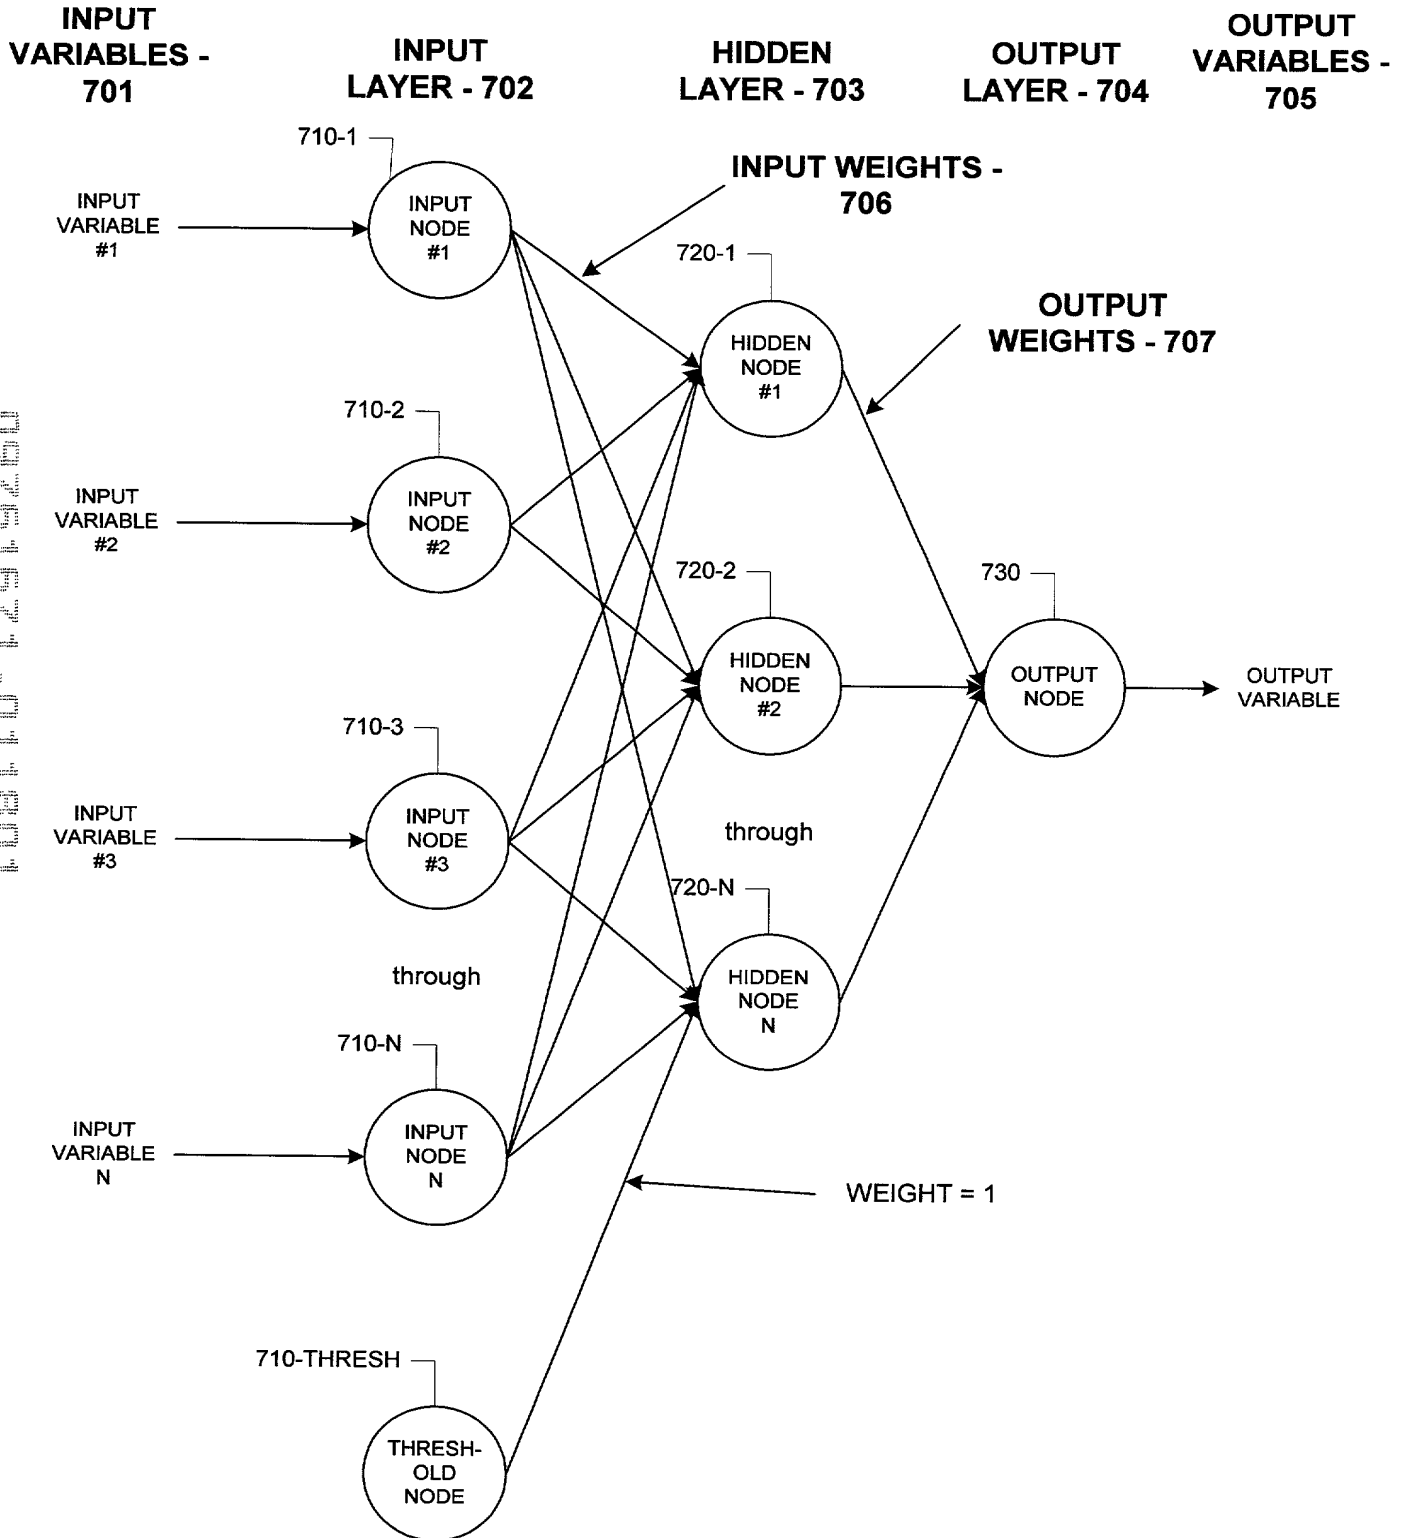 INPUT
VARIABLES -
701
INPUT
LAYER - 702
HIDDEN
LAYER - 703
OUTPUT
LAYER - 704
OUTPUT
VARIABLES -
705
710-1
INPUT
VARIABLE
#1
INPUT
NODE
#1
INPUT WEIGHTS -
706
720-1
HIDDEN
NODE
#1
OUTPUT
WEIGHTS - 707
710-2
INPUT
VARIABLE
#2
INPUT
NODE
#2
720-2
HIDDEN
NODE
#2
730
OUTPUT
NODE
OUTPUT
VARIABLE
710-3
INPUT
VARIABLE
#3
INPUT
NODE
#3
through
720-N
HIDDEN
NODE
N
through
710-N
INPUT
VARIABLE
N
INPUT
NODE
N
WEIGHT = 1
710-THRESH
THRESH-
OLD
NODE